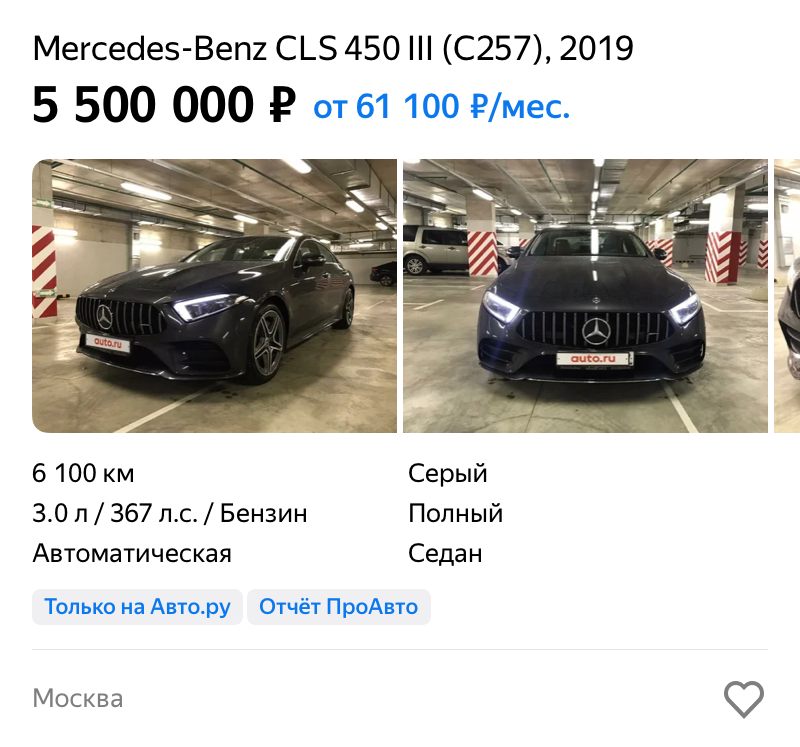 Mercedes-Benz CLS 450 III (C257), 2019
5 500 000 ₽ от 61 100 ₽/мес.
auto.ru
auto.ru
6 100 км
Серый
3.0 л / 367 л.с. / Бензин
Полный
Автоматическая
Седан
Только на Авто.ру
Отчёт ПроАвто
Москва